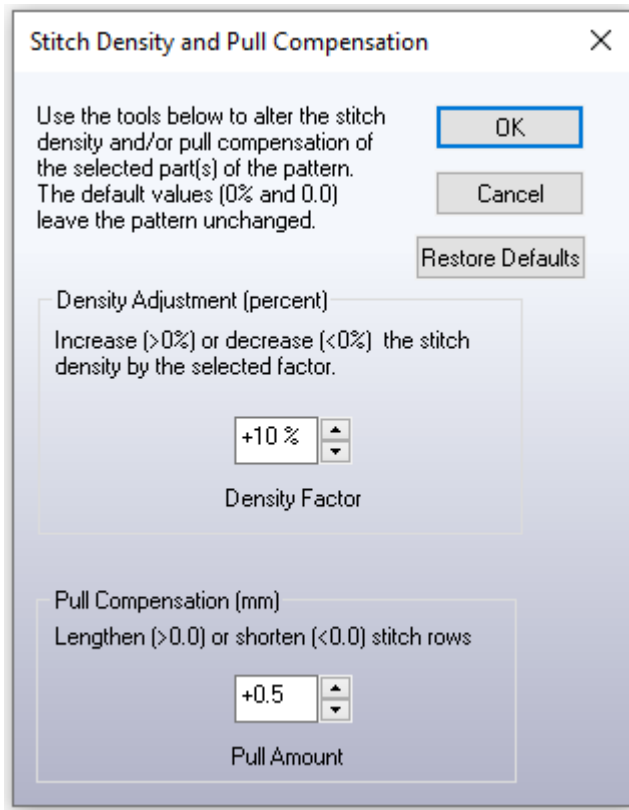 Stitch Density and Pull Compensation
Use the tools below to alter the stitch
density and/or pull compensation of
the selected part(s) of the pattern.
The default values (0% and 0.0)
leave the pattern unchanged.
OK
Cancel
Restore Defaults
Density Adjustment (percent)
Increase (>0%) or decrease (<0%)  the stitch
density by the selected factor.
+10 %
Density Factor
Pull Compensation (mm)
Lengthen (>0.0) or shorten (<0.0) stitch rows
+0.5
Pull Amount